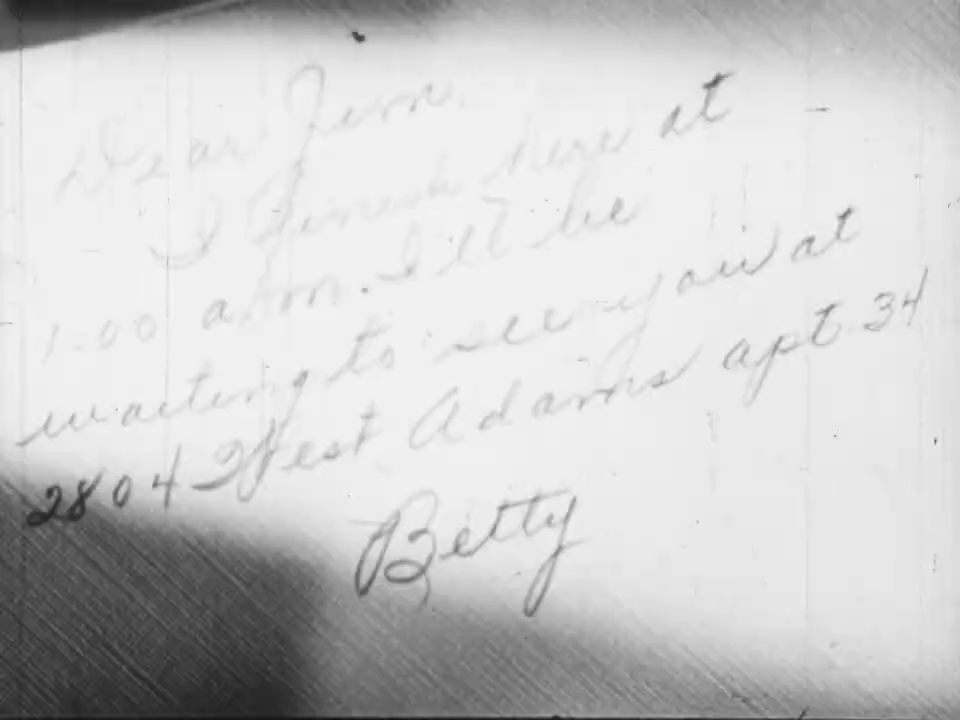 Dear Jim,
I finish here at
1:00 a.m. I'll be
waiting to see you at
2804 West Adams apt. 34
Betty